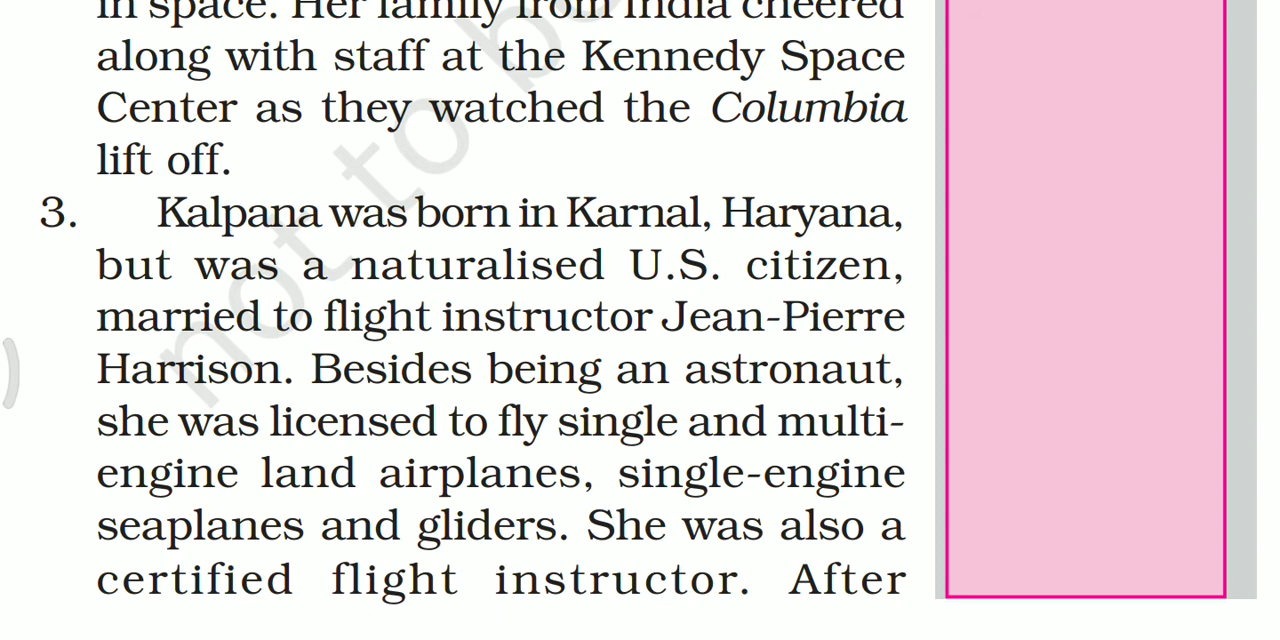 in space. Her family from India cheered
along with staff at the Kennedy Space
Center as they watched the Columbia
lift off.
3. Kalpana was born in Karnal, Haryana,
but was a naturalised U.S. citizen,
married to flight instructor Jean-Pierre
Harrison. Besides being an astronaut,
she was licensed to fly single and multi-
engine land airplanes, single-engine
seaplanes and gliders. She was also a
certified flight instructor. After
not to be